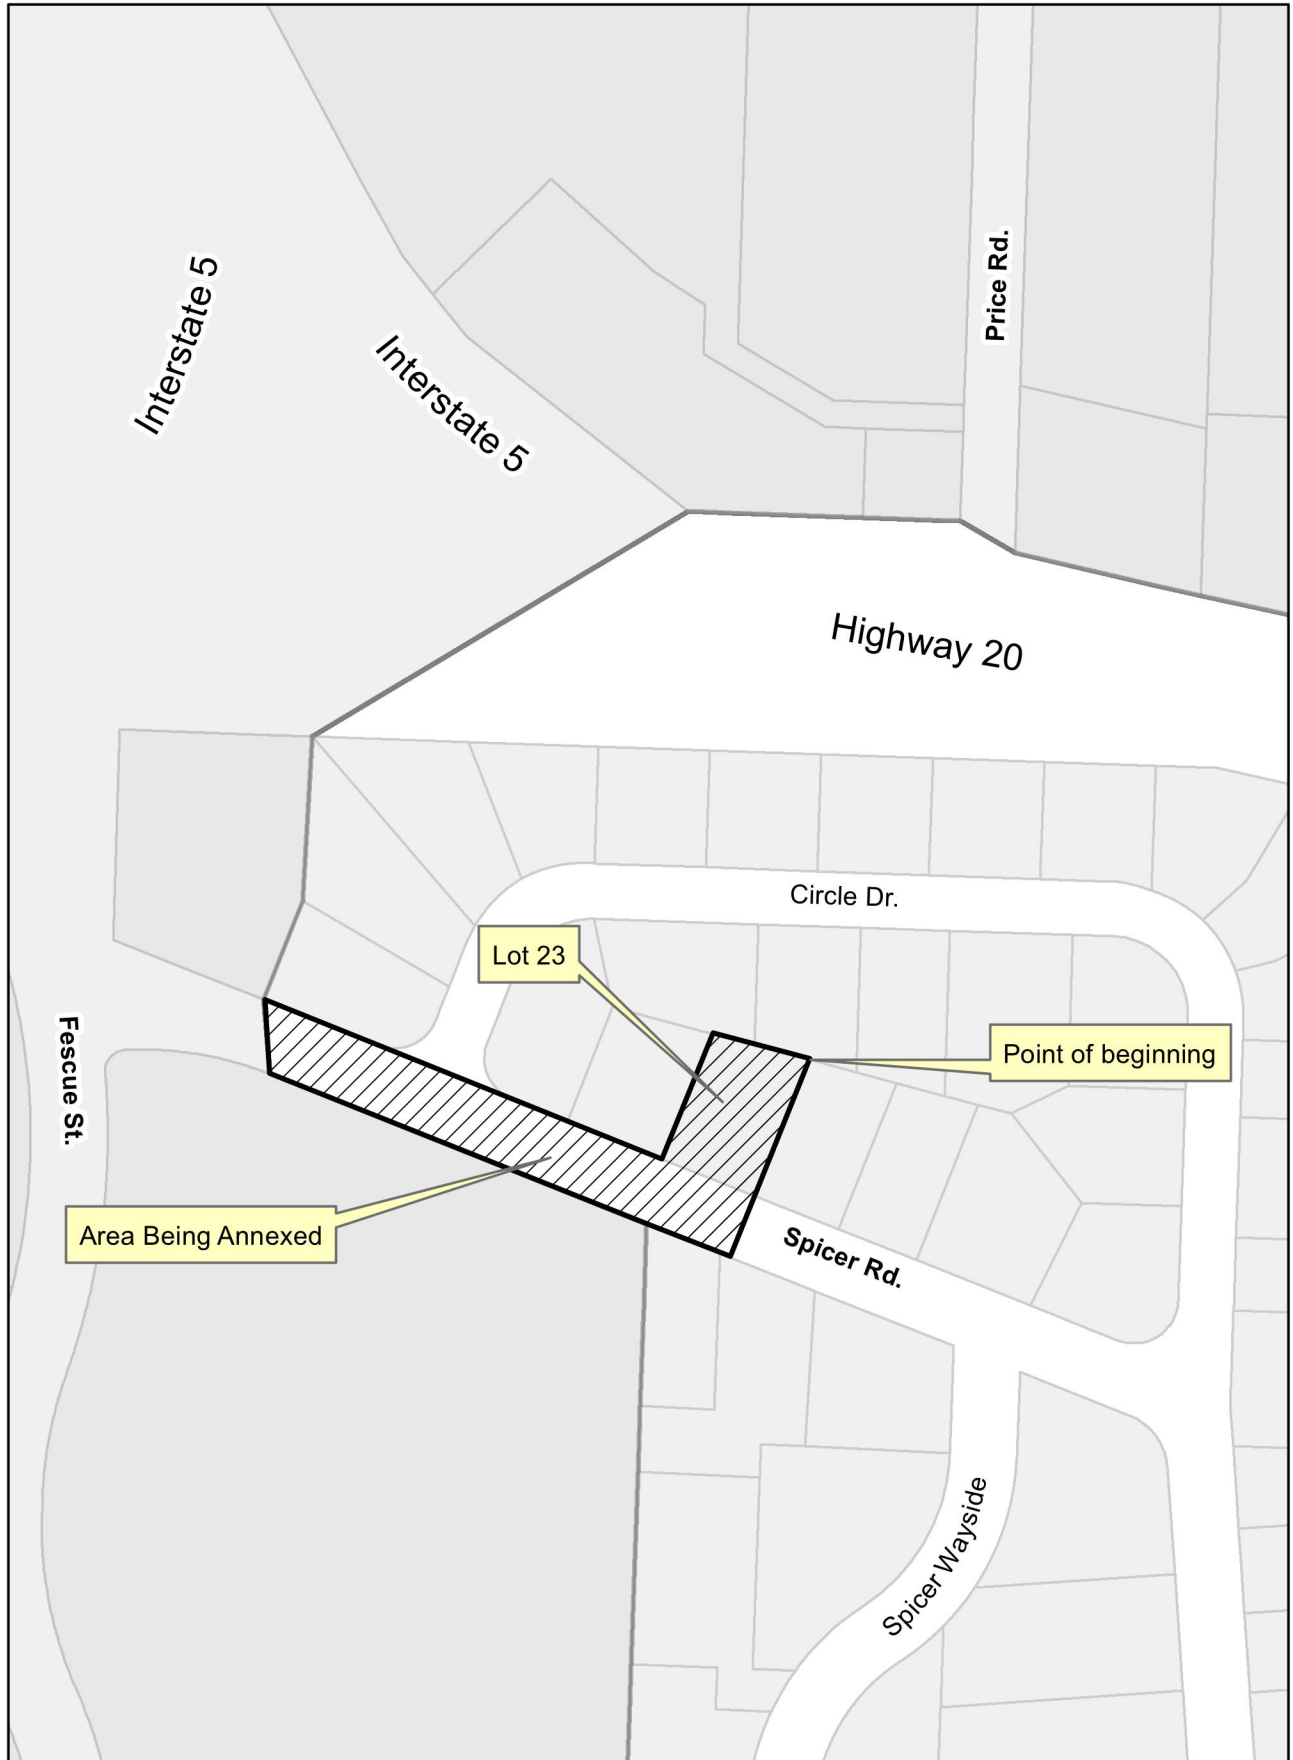 Interstate 5
Price Rd.
Interstate 5
Highway 20
Circle Dr.
Lot 23
Point of beginning
Fescue St.
Area Being Annexed
Spicer Rd.
Spicer Wayside